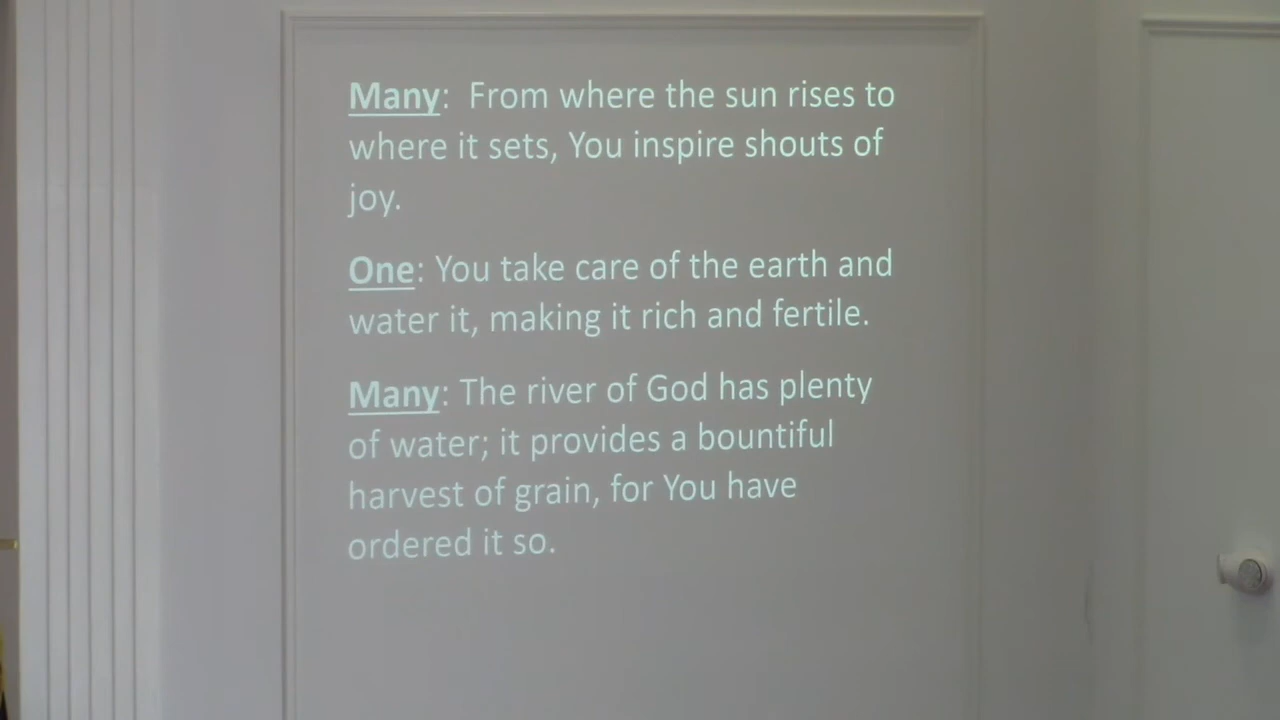 Many:  From where the sun rises to
where it sets, You inspire shouts of
joy.
One: You take care of the earth and
water it, making it rich and fertile.
Many: The river of God has plenty
of water; it provides a bountiful
harvest of grain, for You have
ordered it so.